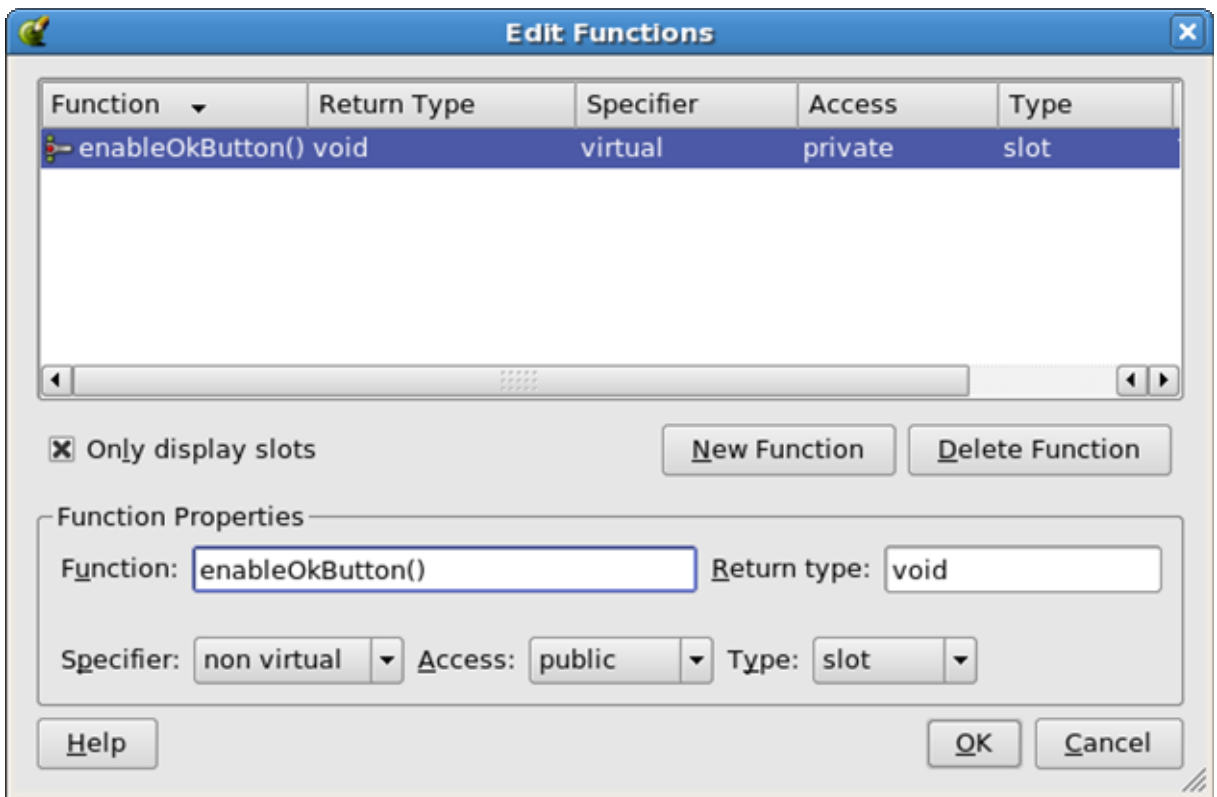 Edit Functions
Function Return Type Specifier Access Type
enableOkButton() void virtual private slot
Only display slots New Function Delete Function
Function Properties
Function: enableOkButton() Return type: void
Specifier: non virtual Access: public Type: slot
Help OK Cancel